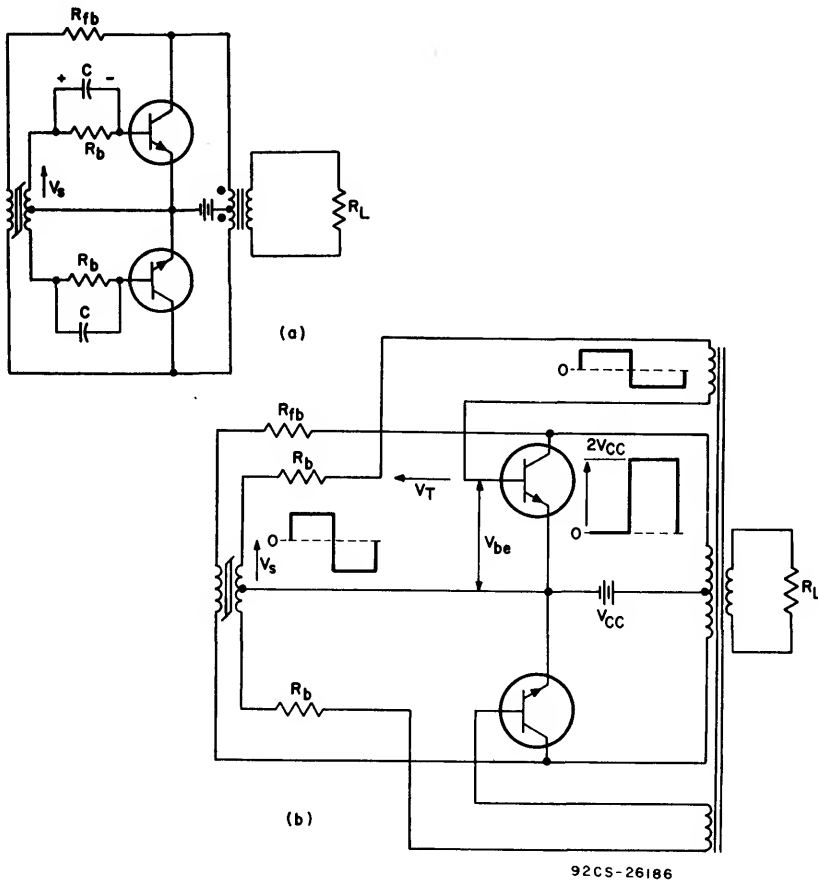 Rfb
C
+ -
Rb
Vs
RL
Rb
C
(a)
0
Rfb
2VCC
Rb
VT
0
0
Vbe
Vs
RL
VCC
Rb
(b)
92CS-26186